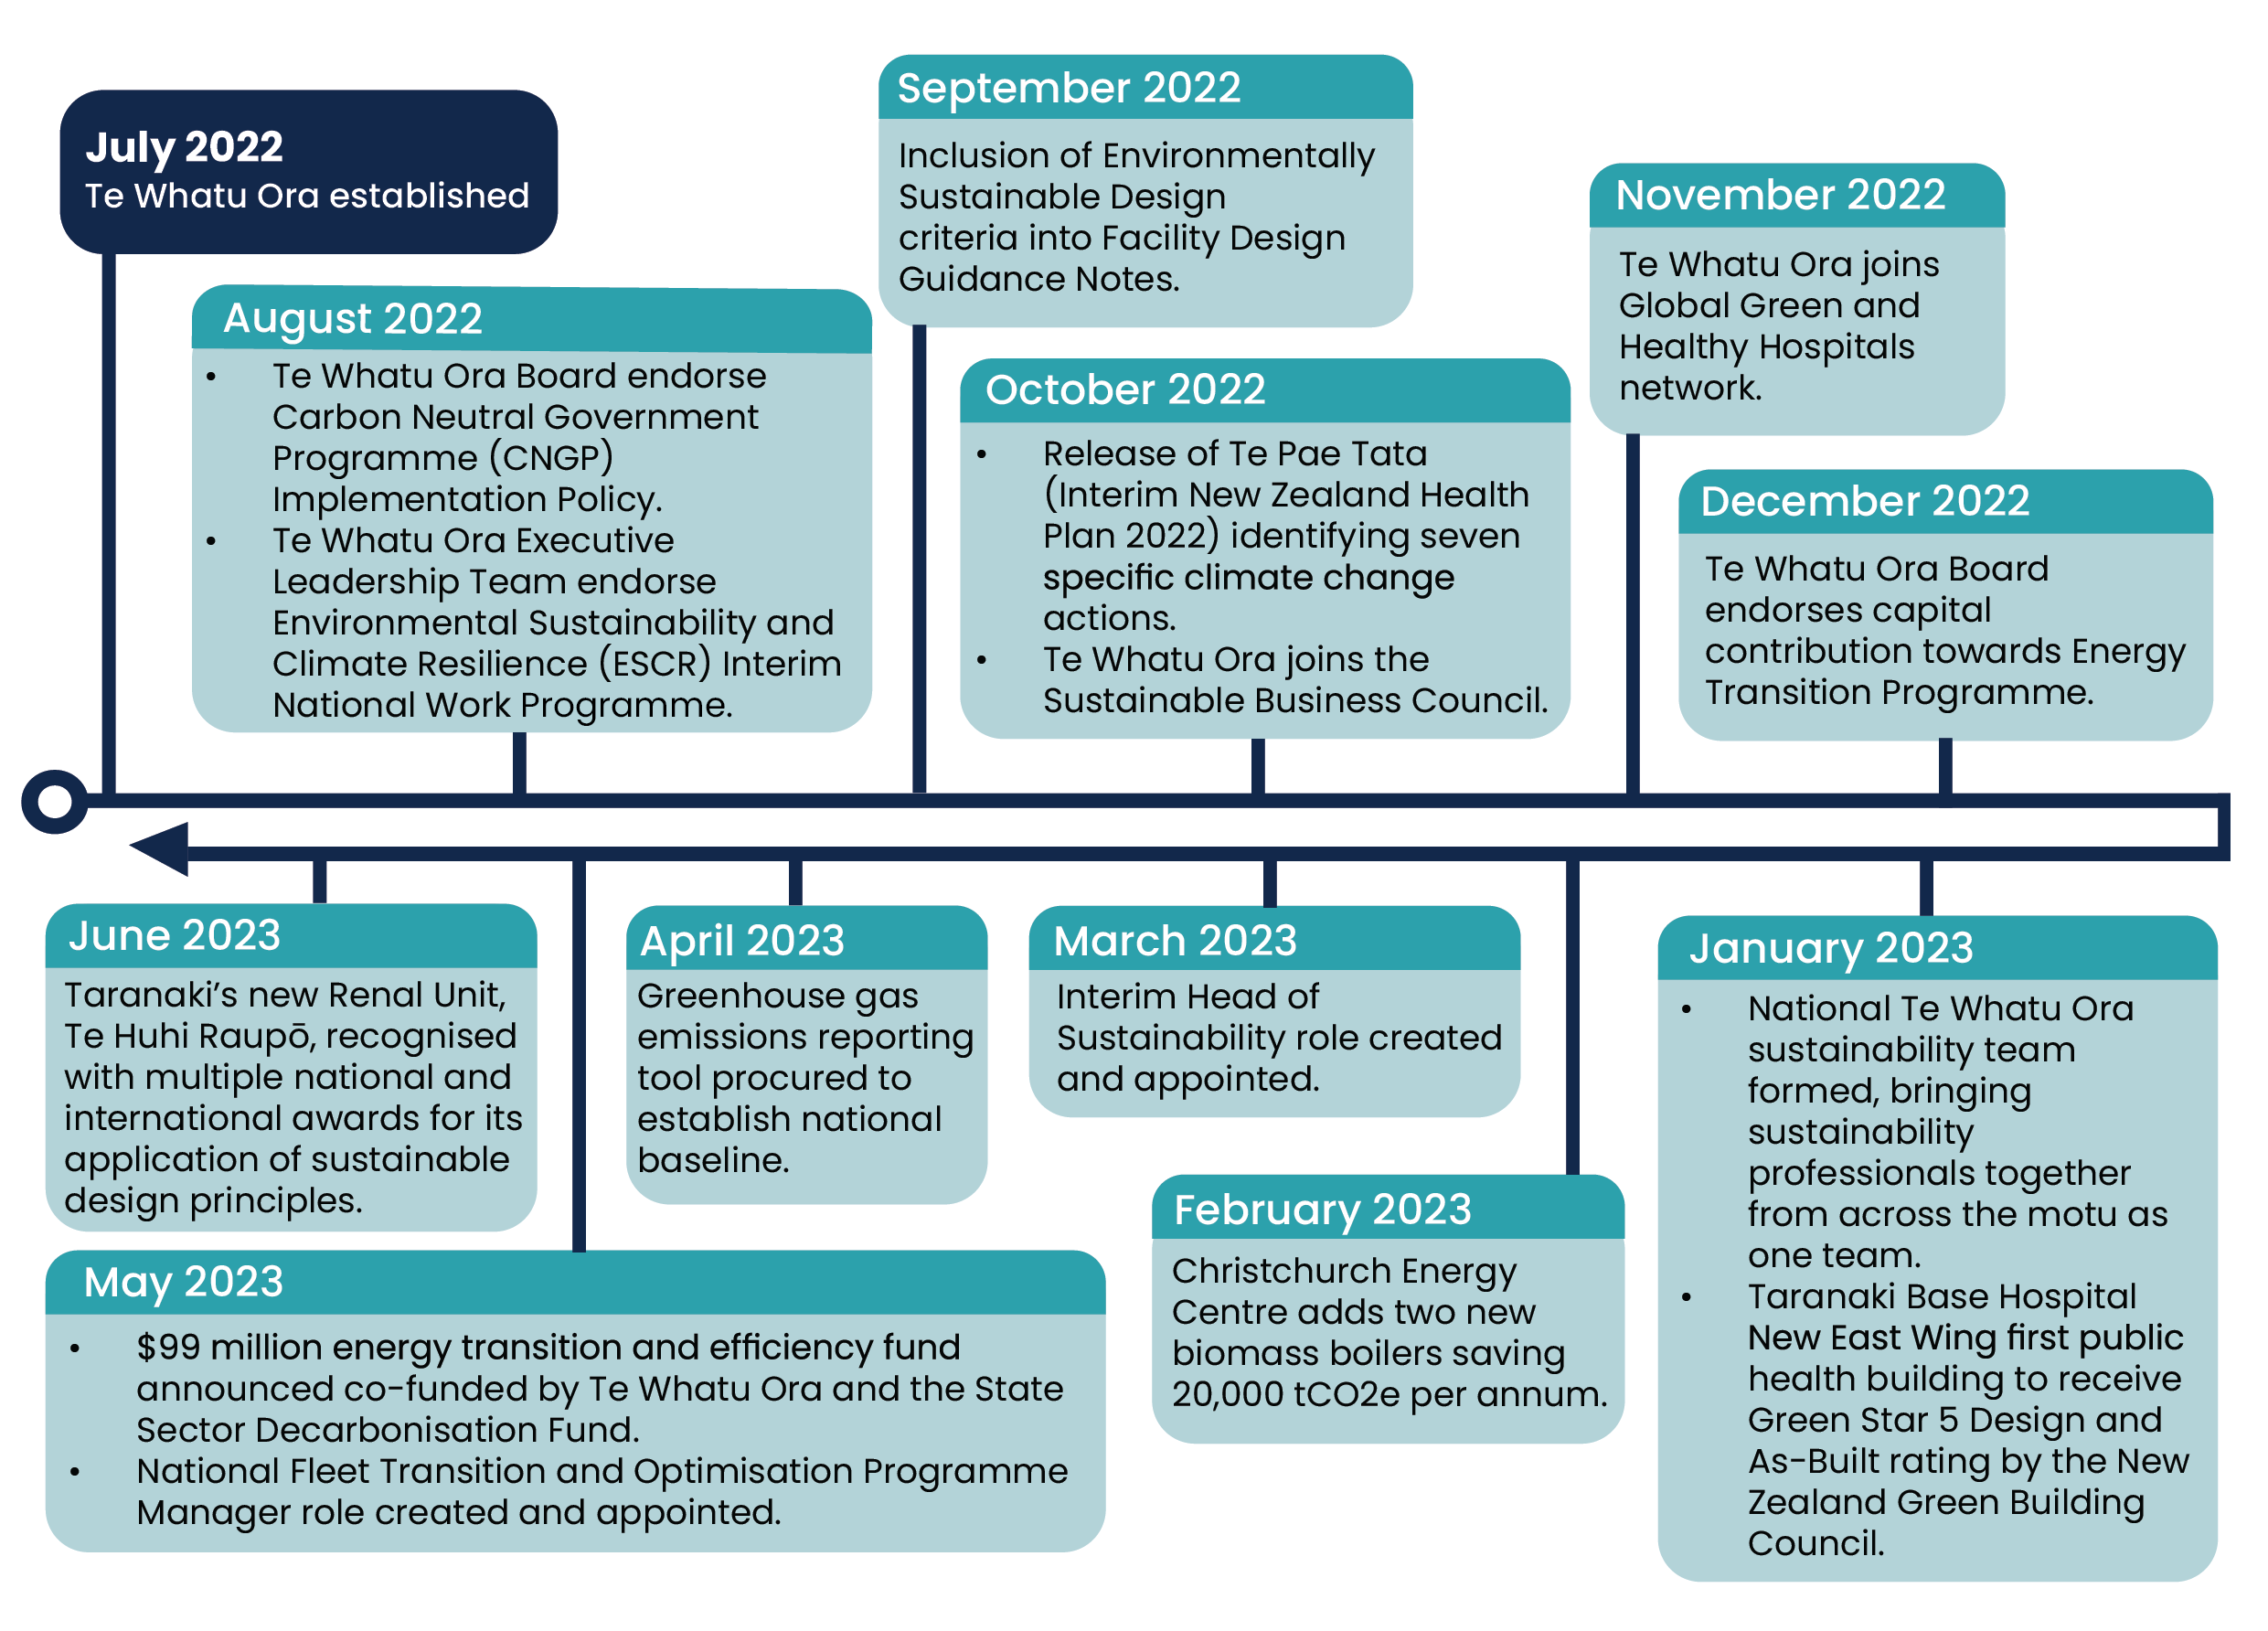 July 2022
Te Whatu Ora established
August 2022
• Te Whatu Ora Board endorse
Carbon Neutral Government
Programme (CNGP)
Implementation Policy.
• Te Whatu Ora Executive
Leadership Team endorse
Environmental Sustainability and
Climate Resilience (ESCR) Interim
National Work Programme.
September 2022
Inclusion of Environmentally
Sustainable Design
criteria into Facility Design
Guidance Notes.
October 2022
• Release of Te Pae Tata
(Interim New Zealand Health
Plan 2022) identifying seven
specific climate change
actions.
• Te Whatu Ora joins the
Sustainable Business Council.
November 2022
Te Whatu Ora joins
Global Green and
Healthy Hospitals
network.
December 2022
Te Whatu Ora Board
endorses capital
contribution towards Energy
Transition Programme.
January 2023
• National Te Whatu Ora
sustainability team
formed, bringing
sustainability
professionals together
from across the motu as
one team.
• Taranaki Base Hospital
New East Wing first public
health building to receive
Green Star 5 Design and
As-Built rating by the New
Zealand Green Building
Council.
February 2023
Christchurch Energy
Centre adds two new
biomass boilers saving
20,000 tCO2e per annum.
March 2023
Interim Head of
Sustainability role created
and appointed.
April 2023
Greenhouse gas
emissions reporting
tool procured to
establish national
baseline.
May 2023
• $99 million energy transition and efficiency fund
announced co-funded by Te Whatu Ora and the State
Sector Decarbonisation Fund.
• National Fleet Transition and Optimisation Programme
Manager role created and appointed.
June 2023
Taranaki's new Renal Unit,
Te Huhi Raupō, recognised
with multiple national and
international awards for its
application of sustainable
design principles.